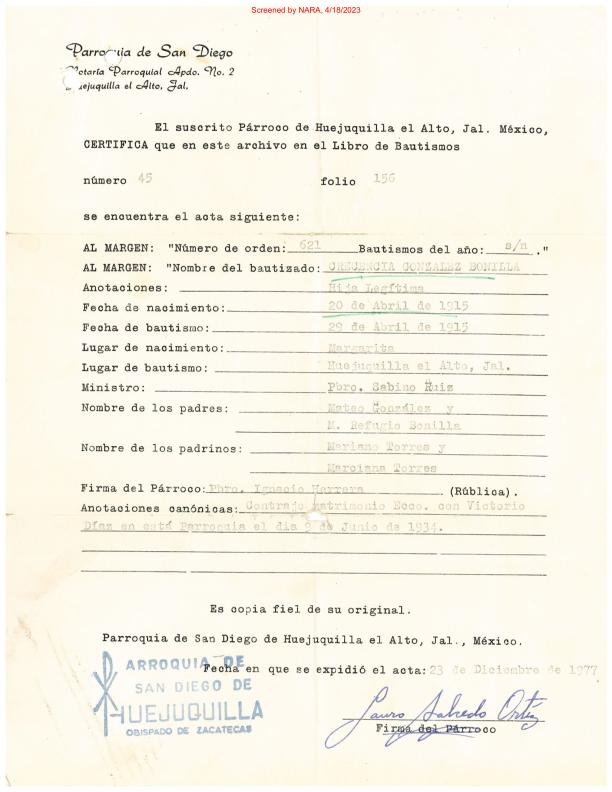 Screened by NARA, 4/18/2023
Parroquia de San Diego
Notaría Parroquial Apdo. No. 2
Huejuquilla el Alto, Jal.
El suscrito Párroco de Huejuquilla el Alto, Jal. México,
CERTIFICA que en este archivo en el Libro de Bautismos
número 45 folio 156
se encuentra el acta siguiente:
AL MARGEN: "Número de orden: 621 Bautismos del año: s/n ."
AL MARGEN: "Nombre del bautizado: CRECENCIA GONZALEZ BONILLA
Anotaciones: Hija Legítima
Fecha de nacimiento: 20 de Abril de 1915
Fecha de bautismo: 29 de Abril de 1915
Lugar de nacimiento: Margarita
Lugar de bautismo: Huejuquilla el Alto, Jal.
Ministro: Pbro. Sabino Ruiz
Nombre de los padres: Mateo González y
M. Refugio Bonilla
Nombre de los padrinos: Mariano Torres y
Marciana Torres
Firma del Párroco: Pbro. Ignacio Herrera (Rública).
Anotaciones canónicas: Contrajo matrimonio Ecco. con Victorio
Díaz en está Parroquia el dia 9 de Junio de 1934.
Es copia fiel de su original.
Parroquia de San Diego de Huejuquilla el Alto, Jal., México.
Fecha en que se expidió el acta: 23 de Diciembre de 1977
PARROQUIA DE
SAN DIEGO DE
HUEJUQUILLA
OBISPADO DE ZACATECAS
Lauro Salcedo Ortíz
Firma del Párroco